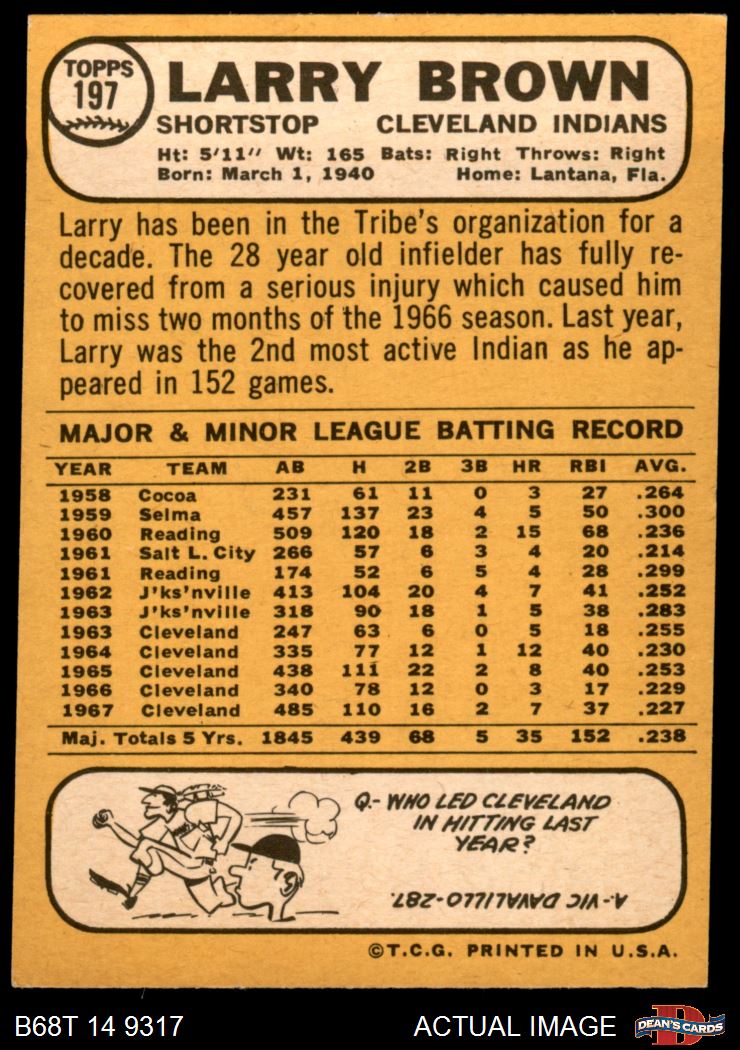 TOPPS
197
LARRY BROWN
SHORTSTOP CLEVELAND INDIANS
Ht: 5'11" Wt: 165 Bats: Right Throws: Right
Born: March 1, 1940 Home: Lantana, Fla.
Larry has been in the Tribe's organization for a
decade. The 28 year old infielder has fully re-
covered from a serious injury which caused him
to miss two months of the 1966 season. Last year,
Larry was the 2nd most active Indian as he ap-
peared in 152 games.
MAJOR & MINOR LEAGUE BATTING RECORD
YEAR TEAM AB H 2B 3B HR RBI AVG.
1958 Cocoa 231 61 11 0 3 27 .264
1959 Selma 457 137 23 4 5 50 .300
1960 Reading 509 120 18 2 15 68 .236
1961 Salt L. City 266 57 6 3 4 20 .214
1961 Reading 174 52 6 5 4 28 .299
1962 J'ks'nville 413 104 20 4 7 41 .252
1963 J'ks'nville 318 90 18 1 5 38 .283
1963 Cleveland 247 63 6 0 5 18 .255
1964 Cleveland 335 77 12 1 12 40 .230
1965 Cleveland 438 111 22 2 8 40 .253
1966 Cleveland 340 78 12 0 3 17 .229
1967 Cleveland 485 110 16 2 7 37 .227
Maj. Totals 5 Yrs. 1845 439 68 5 35 152 .238
Q.- WHO LED CLEVELAND
IN HITTING LAST
YEAR?
A.- VIC DAVALILLO-287.
©T.C.G. PRINTED IN U.S.A.
B68T 14 9317 ACTUAL IMAGE D DEAN'S CARDS